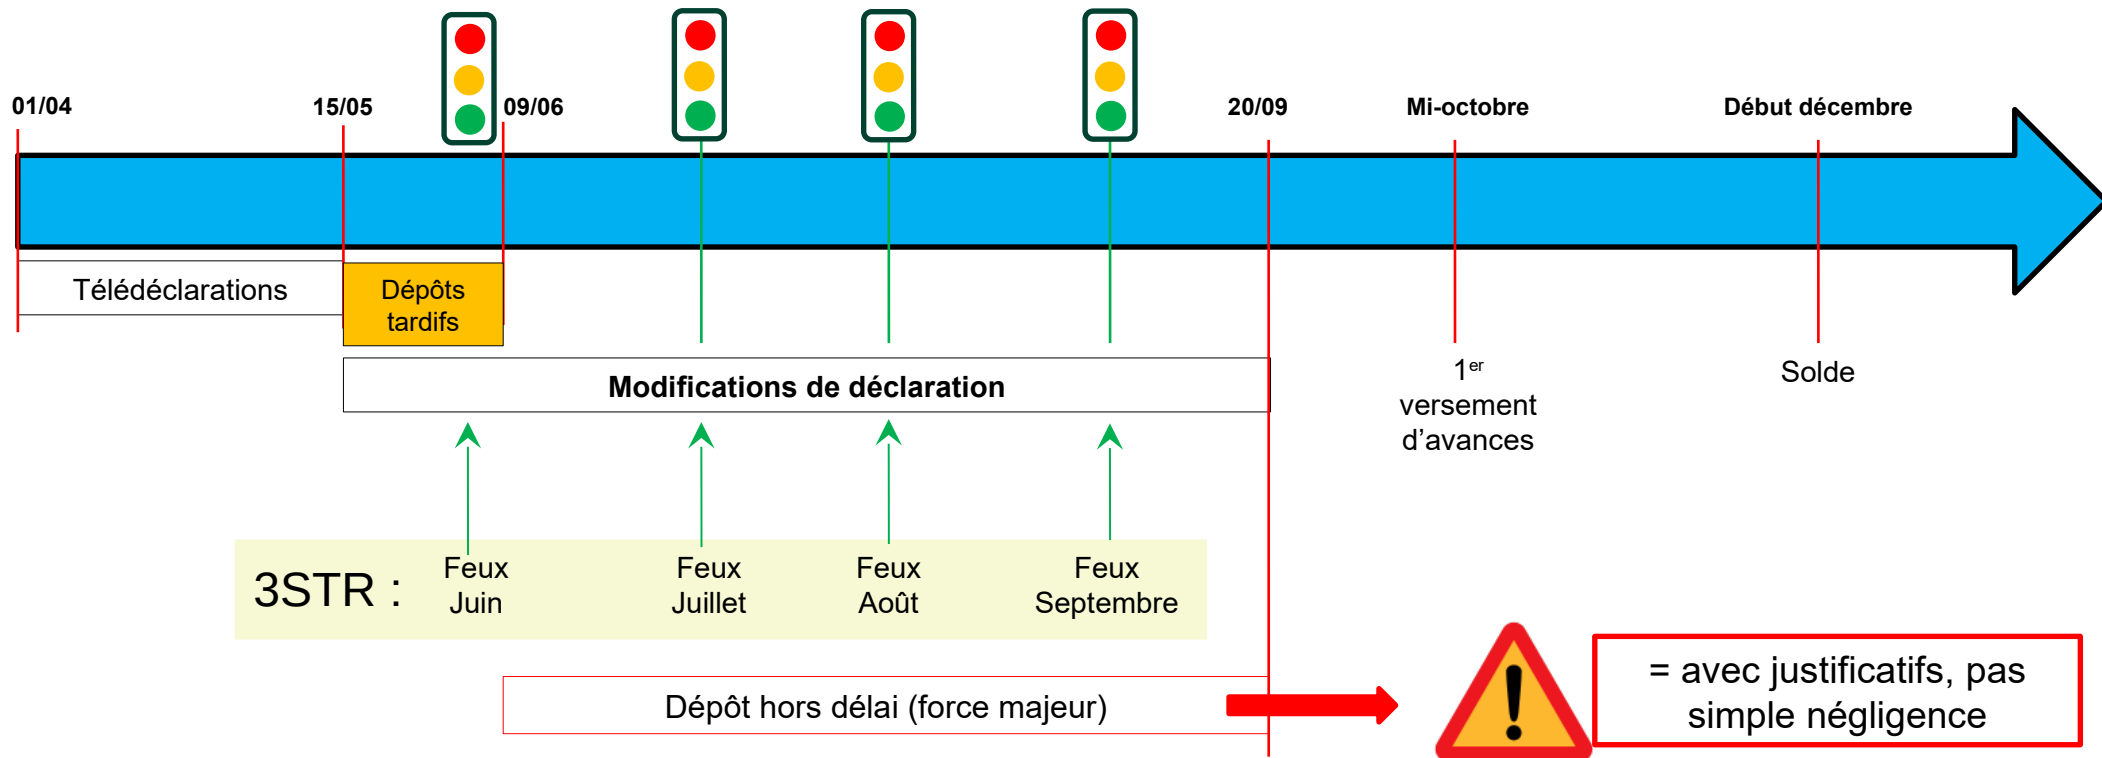 01/04
15/05
09/06
20/09
Mi-octobre
Début décembre
Télédéclarations
Dépôts
tardifs
Modifications de déclaration
1er
versement
d’avances
Solde
3STR :
Feux
Juin
Feux
Juillet
Feux
Août
Feux
Septembre
Dépôt hors délai (force majeur)
= avec justificatifs, pas
simple négligence